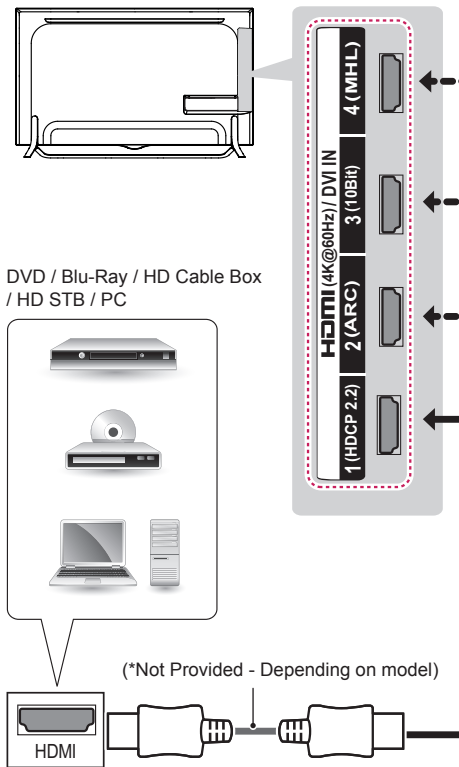 4 (MHL)
3 (10Bit)
HDMI (4K@60Hz) / DVI IN
2 (ARC)
1 (HDCP 2.2)
DVD / Blu-Ray / HD Cable Box
/ HD STB / PC
(*Not Provided - Depending on model)
HDMI